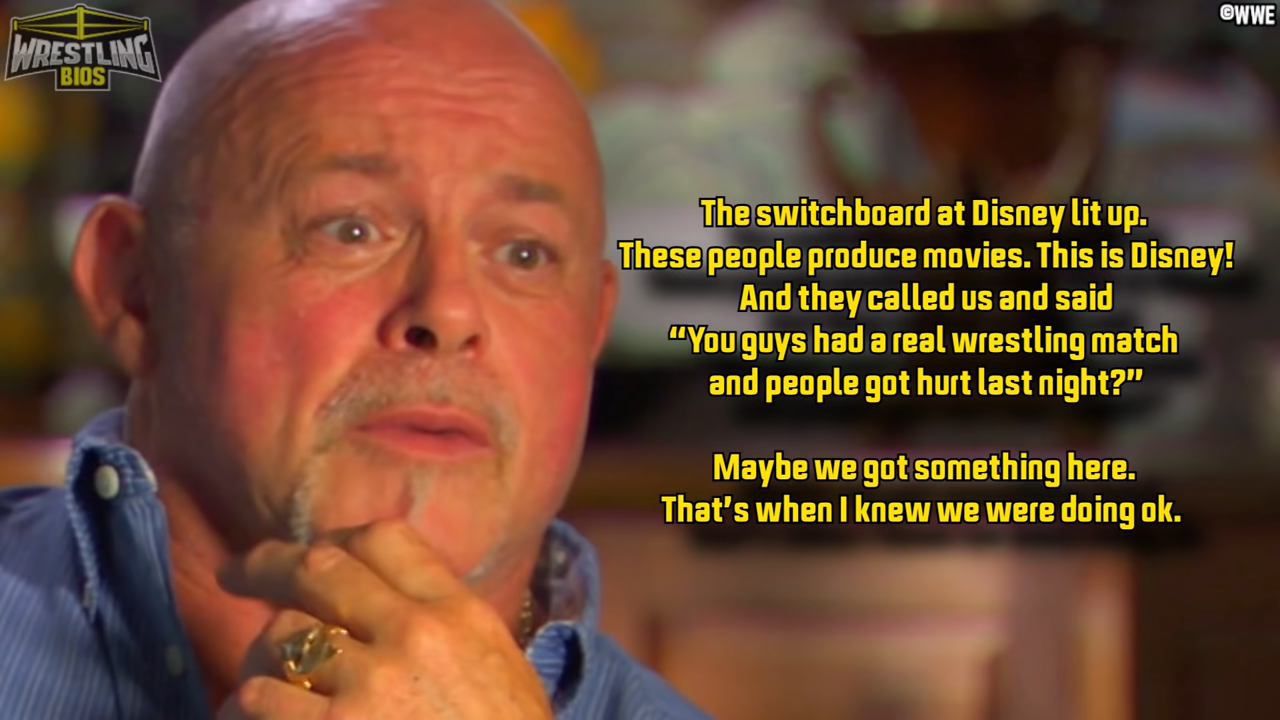 WRESTLING
BIOS
©WWE
The switchboard at Disney lit up.
These people produce movies. This is Disney!
And they called us and said
“You guys had a real wrestling match
and people got hurt last night?”
Maybe we got something here.
That’s when I knew we were doing ok.